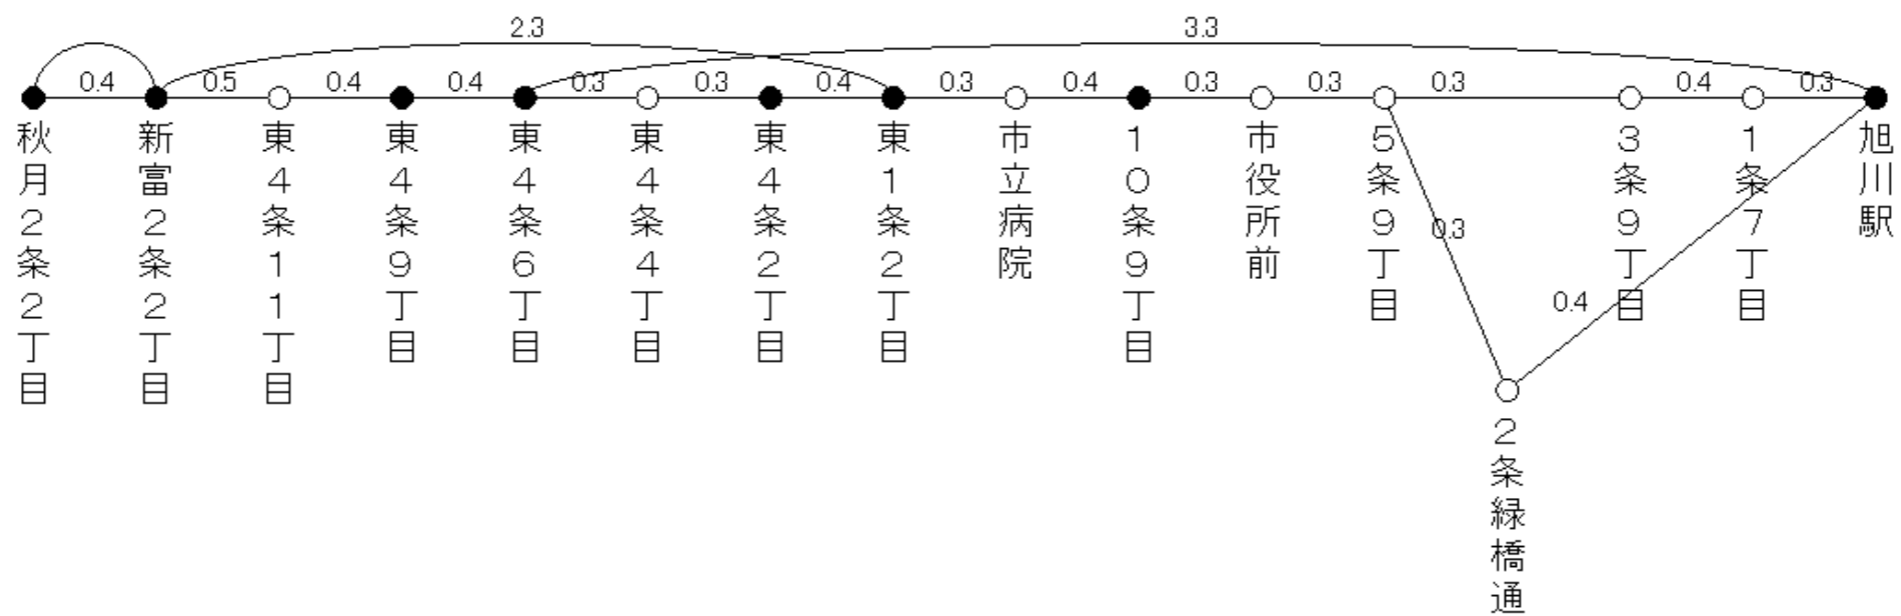 2.3
3.3
0.4
0.5
0.4
0.4
0.3
0.3
0.4
0.3
0.4
0.3
0.3
0.3
0.4
0.3
秋月2条2丁目
新富2条2丁目
東4条11丁目
東4条9丁目
東4条6丁目
東4条4丁目
東4条2丁目
東1条2丁目
市立病院
10条9丁目
市役所前
5条9丁目
3条9丁目
1条7丁目
旭川駅
0.3
0.4
2条緑橋通